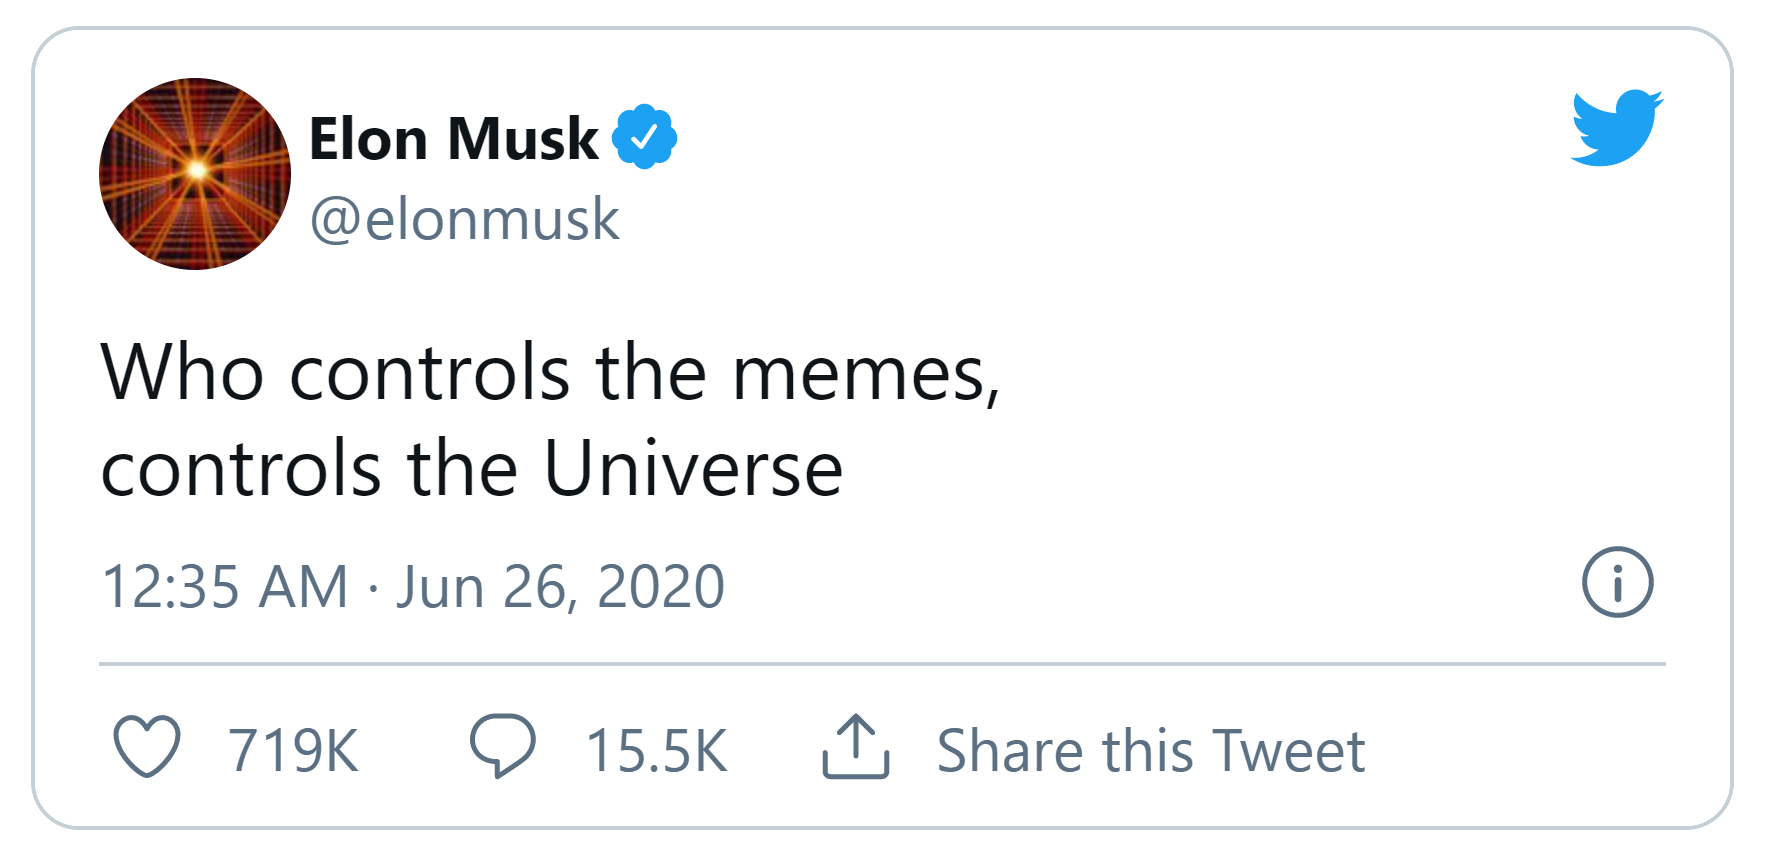 Elon Musk
@elonmusk
Who controls the memes,
controls the Universe
12:35 AM · Jun 26, 2020
719K 15.5K Share this Tweet